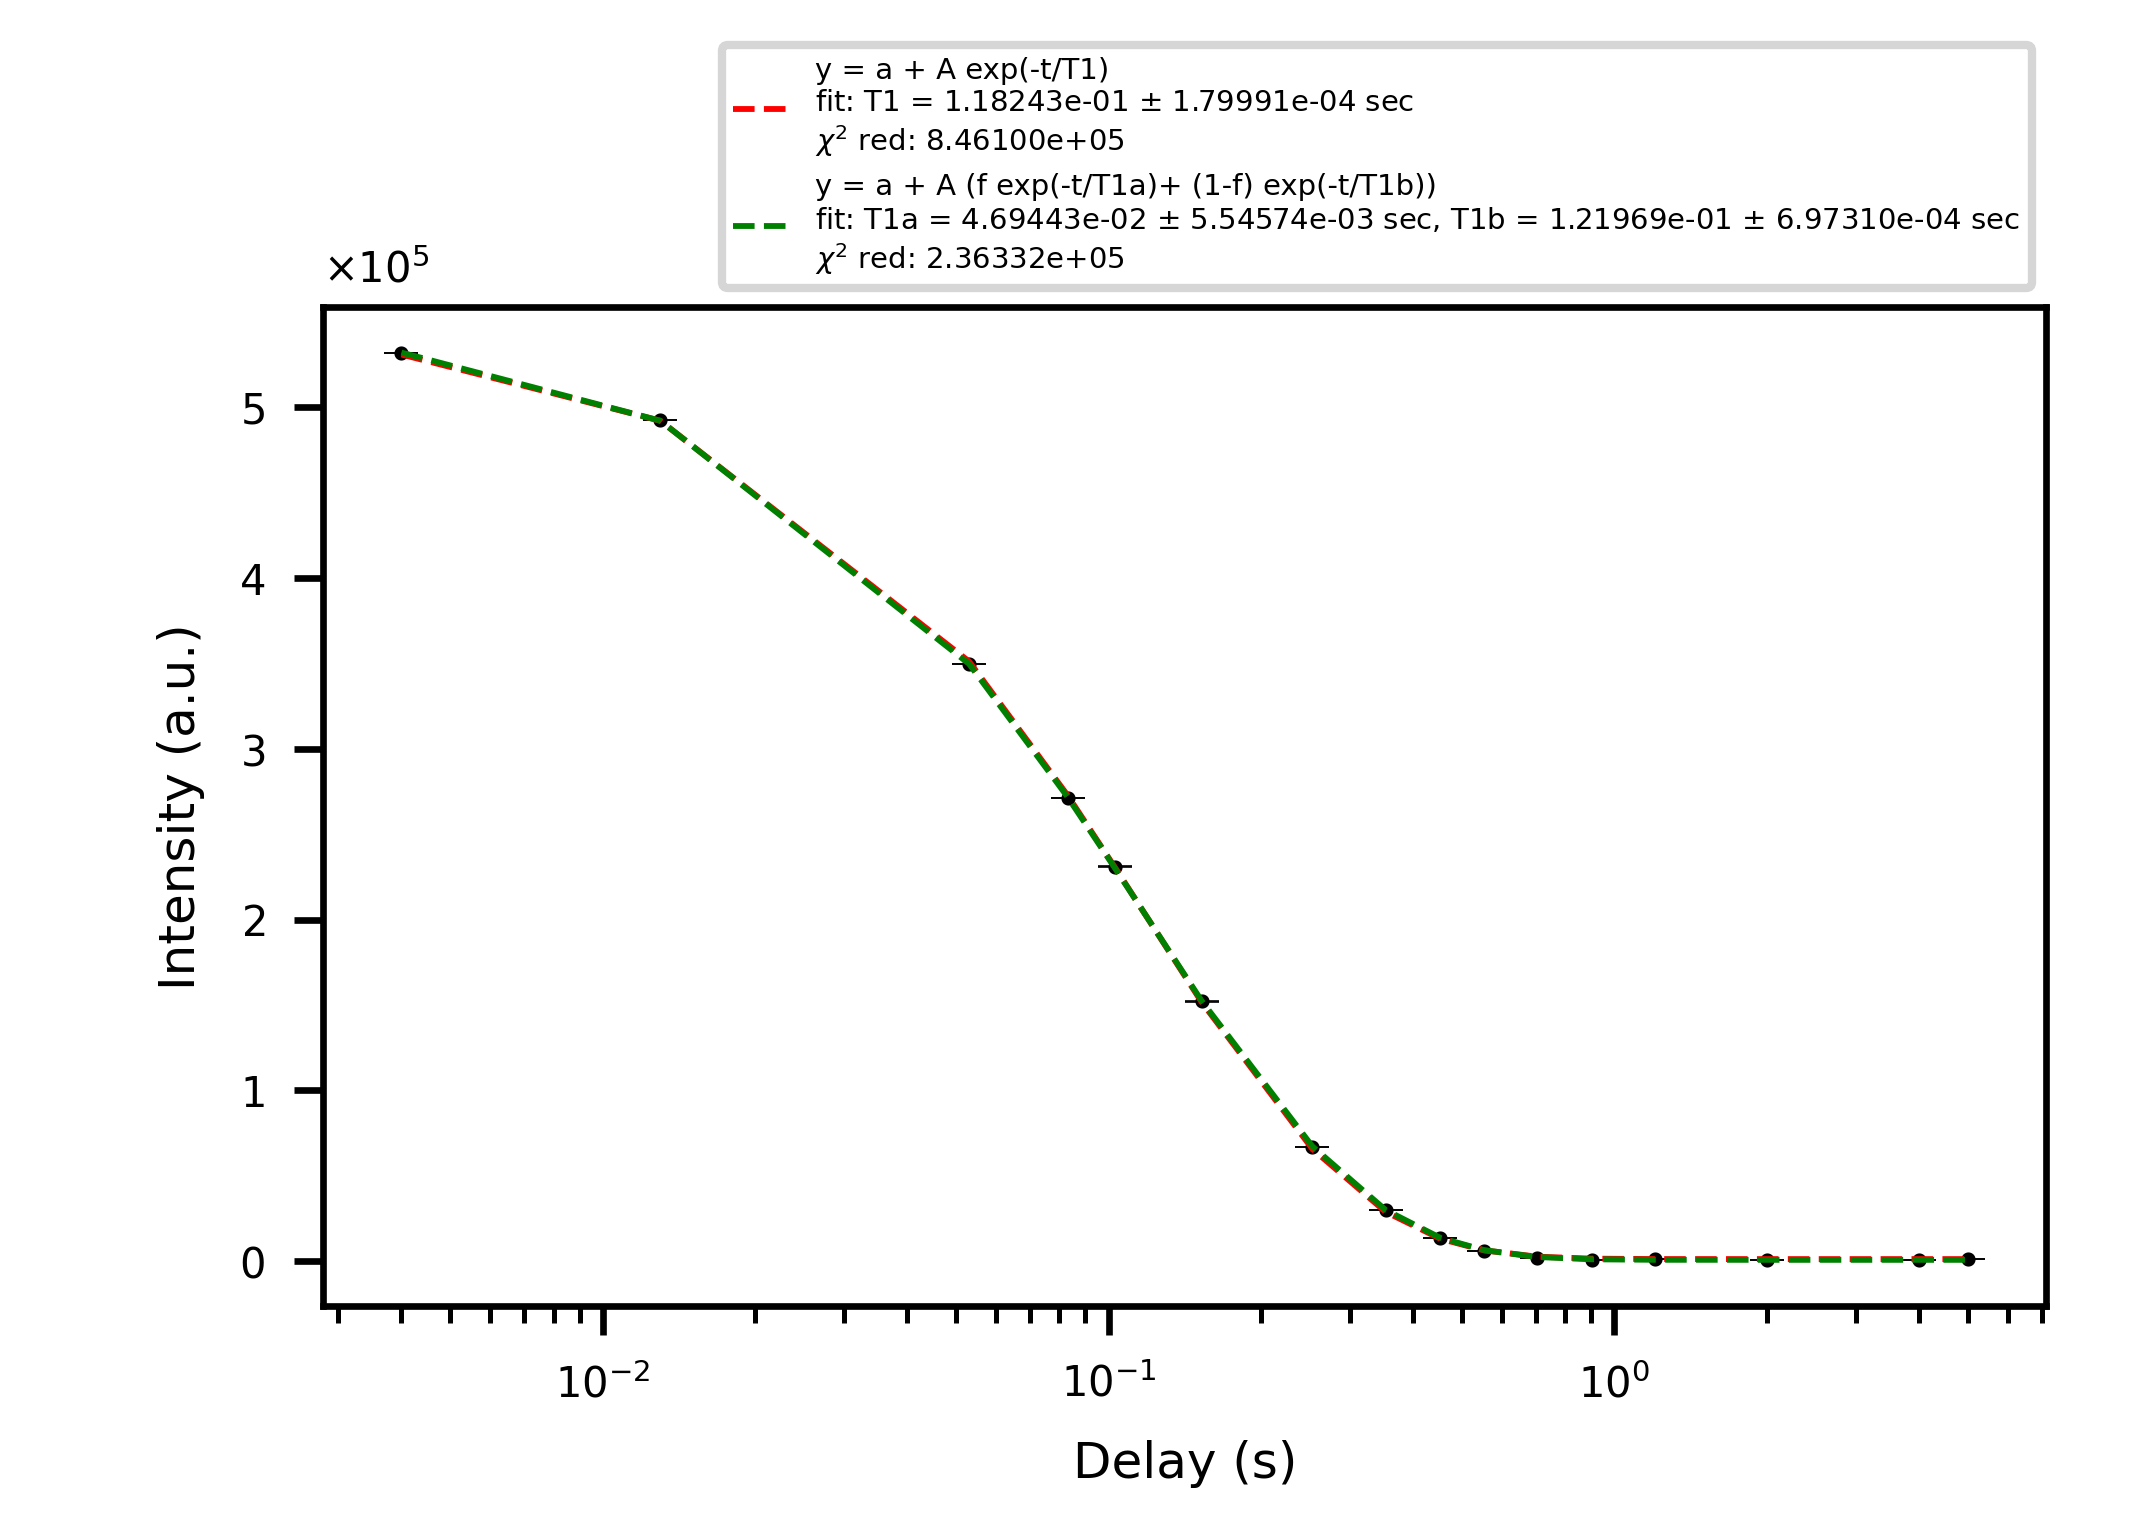 y = a + A exp(-t/T1)
fit: T1 = 1.18243e-01 ± 1.79991e-04 sec
χ² red: 8.46100e+05
y = a + A (f exp(-t/T1a)+ (1-f) exp(-t/T1b))
fit: T1a = 4.69443e-02 ± 5.54574e-03 sec, T1b = 1.21969e-01 ± 6.97310e-04 sec
χ² red: 2.36332e+05
×10⁵
5
4
3
2
1
0
Intensity (a.u.)
10⁻² 10⁻¹ 10⁰
Delay (s)